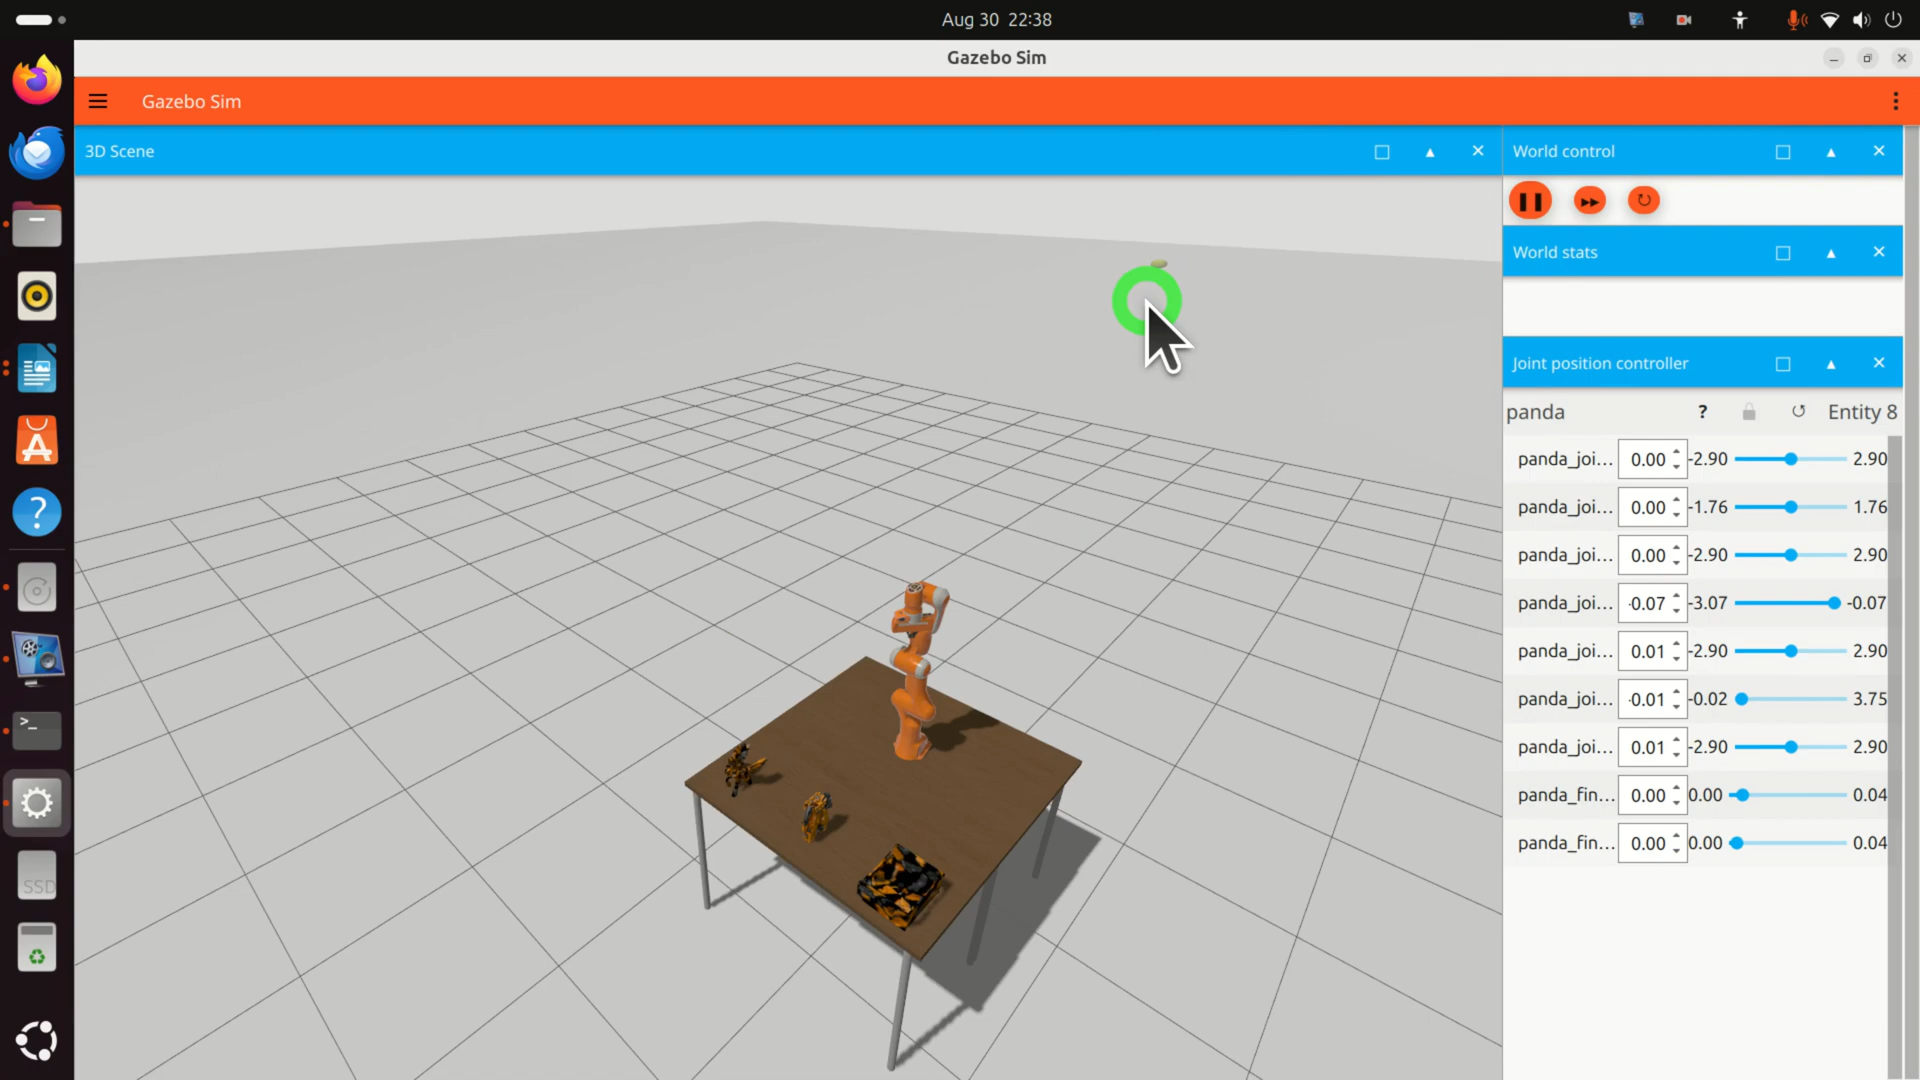 Aug 30 22:38
Gazebo Sim
Gazebo Sim
3D Scene
World control
World stats
Joint position controller
panda ? Entity 8
panda_joi... 0.00 -2.90 2.90
panda_joi... 0.00 -1.76 1.76
panda_joi... 0.00 -2.90 2.90
panda_joi... -0.07 -3.07 -0.07
panda_joi... 0.01 -2.90 2.90
panda_joi... -0.01 -0.02 3.75
panda_joi... 0.01 -2.90 2.90
panda_fin... 0.00 0.00 0.04
panda_fin... 0.00 0.00 0.04
SSD